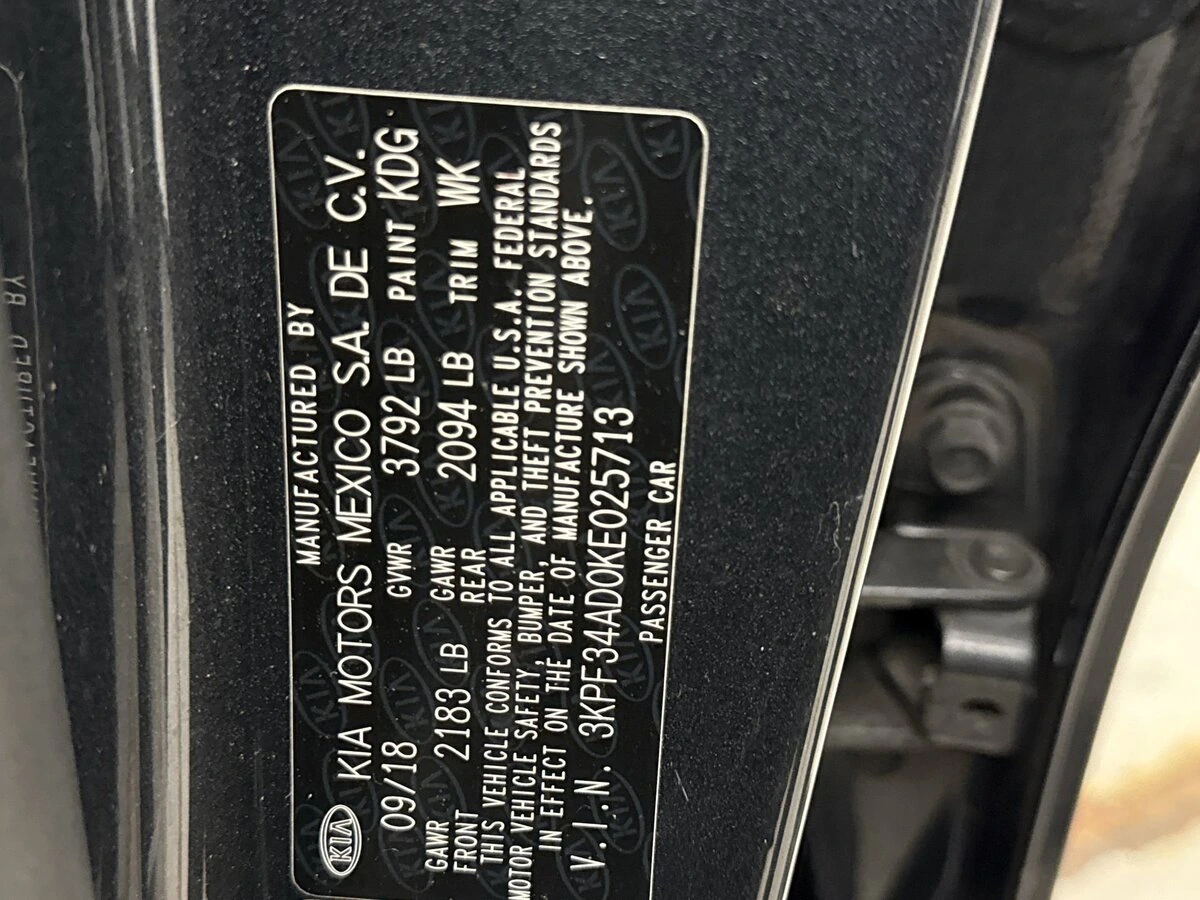 MANUFACTURED BY
KIA KIA MOTORS MEXICO S.A. DE C.V.
09/18 GVWR 3792 LB PAINT KDG
GAWR FRONT 2183 LB GAWR REAR 2094 LB TRIM WK
THIS VEHICLE CONFORMS TO ALL APPLICABLE U.S.A. FEDERAL
MOTOR VEHICLE SAFETY, BUMPER, AND THEFT PREVENTION STANDARDS
IN EFFECT ON THE DATE OF MANUFACTURE SHOWN ABOVE.
V.I.N. 3KPF34AD0KE025713
PASSENGER CAR